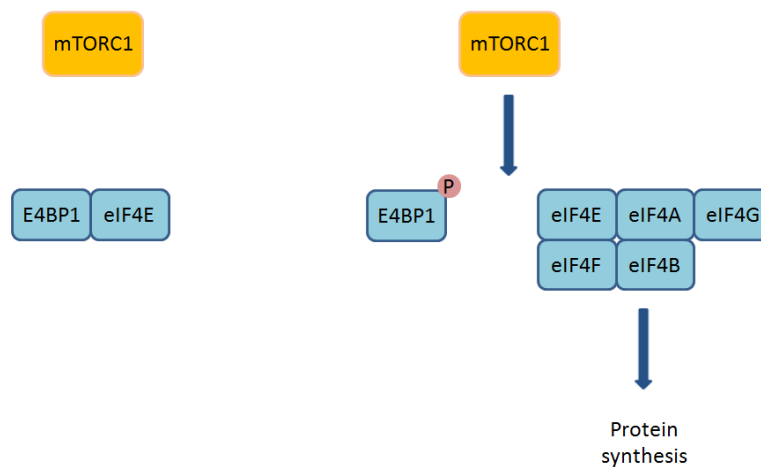 mTORC1
mTORC1
P
E4BP1
eIF4E
E4BP1
eIF4E
eIF4A
eIF4G
eIF4F
eIF4B
Protein
synthesis